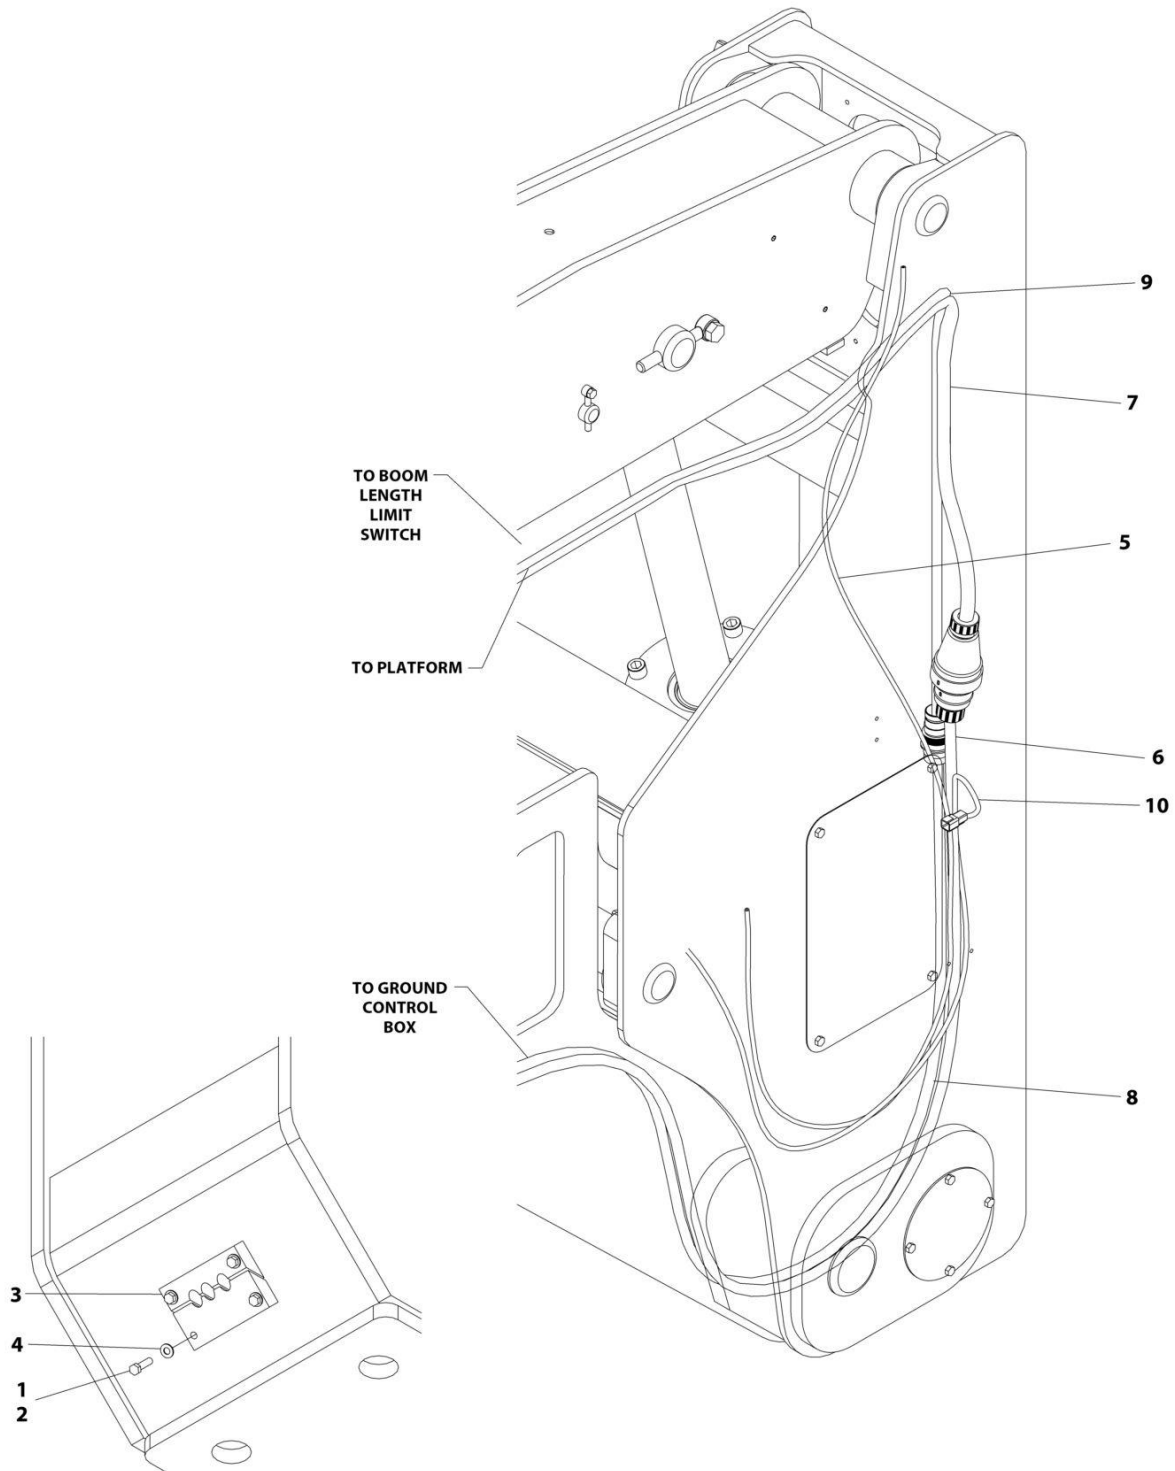 9
7
TO BOOM
LENGTH
LIMIT
SWITCH
5
TO PLATFORM
6
10
TO GROUND
CONTROL
BOX
8
3
4
1
2